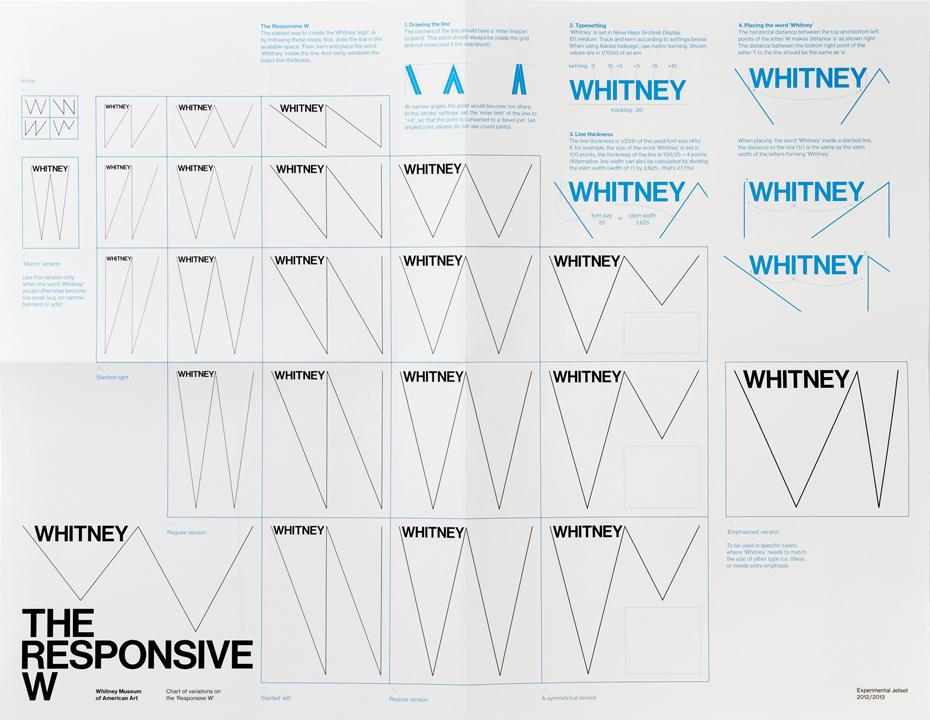 The Responsive W
The easiest way to create the Whitney 'sign', is
by following these steps: first, draw the line in the
available space. Then, kern and place the word
'Whitney' inside the line. And lastly, establish the
exact line thickness.
1. Drawing the line
The corners of the line should have a 'miter linejoin'
(a point). This point should always be inside the grid,
and not cross over it (no overshoot).
At narrow angles the point would become too sharp.
In the 'stroke' settings, set the 'miter limit' of the line to
so that the point is converted to a 'bevel join' (an
angled joint, please do not use round joints).
2. Typesetting
'Whitney' is set in Neue Haas Grotesk Display
65 medium. Track and kern according to settings below.
When using Adobe Indesign, use metric kerning. Shown
values are in 1/1000 of an em.
kerning 0 -15 +5 +5 -15 +10
WHITNEY
tracking -20
3. Line thickness
The line thickness is 1/25th of the used font size (4%)
If, for example, the size of the word 'Whitney' is set in
100 points, the thickness of the line is 100/25 = 4 points.
(Alternative, line width can also be calculated by dividing
the stem width (width of 'i') by 3.625 - that's 27.5%).
WHITNEY
font size
25
or
stem width
3.625
4. Placing the word 'Whitney'
The horizontal distance between the top and bottom left
points of the letter W makes distance 'a' as shown right.
The distance between the bottom right point of the
letter Y to the line should be the same as 'a'.
WHITNEY
When placing the word 'Whitney' inside a slanted line,
the distance to the line ('b') is the same as the stem
width of the letters forming 'Whitney'.
WHITNEY
WHITNEY
Icons
WHITNEY
'Macro' version
Use this version only
when the word 'Whitney'
would otherwise become
too small (e.g. on narrow
banners or ads).
WHITNEY
WHITNEY
WHITNEY
WHITNEY
WHITNEY
WHITNEY
WHITNEY
WHITNEY
WHITNEY
WHITNEY
WHITNEY
WHITNEY
Slanted right
WHITNEY
WHITNEY
WHITNEY
WHITNEY
WHITNEY
Regular version
'Emphasized' version
To be used in specific cases,
where 'Whitney' needs to match
the size of other type (i.e. titles),
or needs extra emphasis.
WHITNEY
WHITNEY
WHITNEY
WHITNEY
THE
RESPONSIVE
W
Whitney Museum
of American Art
Chart of variations on
the 'Responsive W'
Slanted left
Regular version
A-symmetrical version
Experimental Jetset
2012/2013